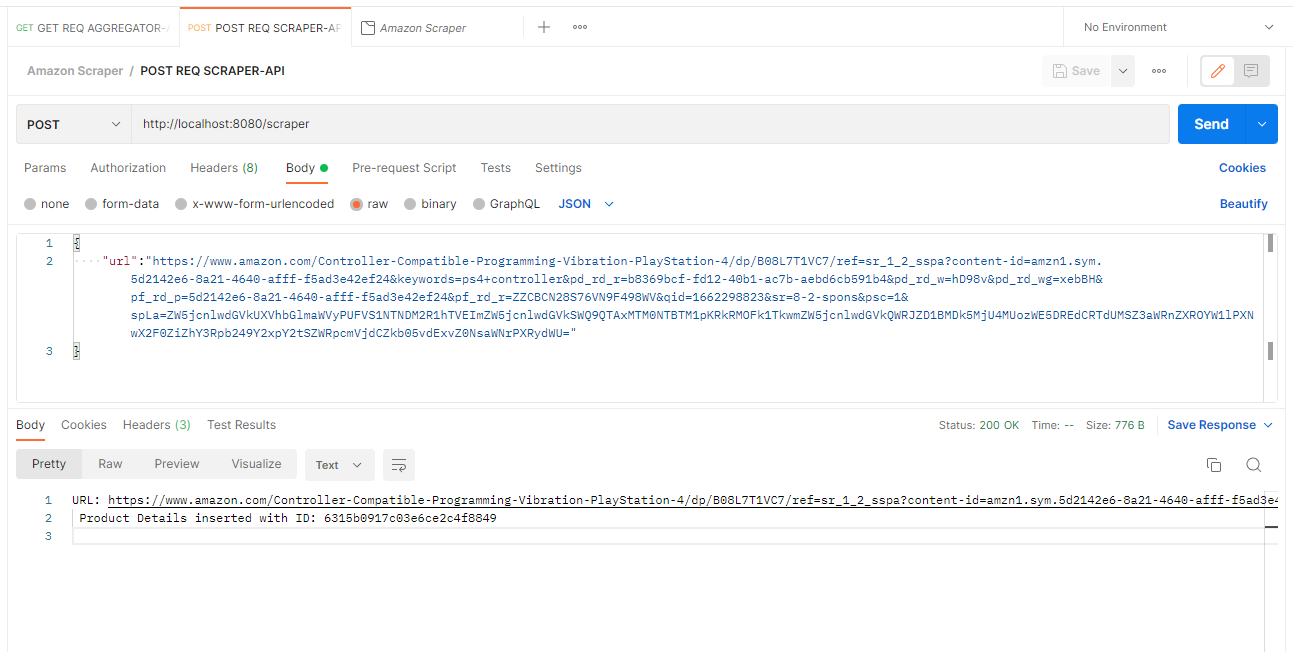 GET GET REQ AGGREGATOR-
POST POST REQ SCRAPER-AP
Amazon Scraper
No Environment
Amazon Scraper / POST REQ SCRAPER-API
Save
POST
http://localhost:8080/scraper
Send
Params Authorization Headers (8) Body Pre-request Script Tests Settings Cookies
none form-data x-www-form-urlencoded raw binary GraphQL JSON Beautify
1 {
2 "url":"https://www.amazon.com/Controller-Compatible-Programming-Vibration-PlayStation-4/dp/B08L7T1VC7/ref=sr_1_2_sspa?content-id=amzn1.sym.
5d2142e6-8a21-4640-afff-f5ad3e42ef24&keywords=ps4+controller&pd_rd_r=b8369bcf-fd12-40b1-ac7b-aebd6cb591b4&pd_rd_w=hD98v&pd_rd_wg=xebBH&
pf_rd_p=5d2142e6-8a21-4640-afff-f5ad3e42ef24&pf_rd_r=ZZCBCN28S76VN9F498WV&qid=1662298823&sr=8-2-spons&psc=1&
spLa=ZW5jcnlwdGVkUXVhbGlmaWVyPUFVS1NTNDM2R1hTVEImZW5jcnlwdGVkSWQ9QTAxMTM0NTBTM1pKRkRMOFk1TkwmZW5jcnlwdGVkQWRJZD1BMDk5MjU4MUozWE5DREdCRTdUMSZ3aWRnZXROYW1lPXN
wX2F0ZiZhY3Rpb249Y2xpY2tSZWRpcmVjdCZkb05vdExvZ0NsaWNrPXRydWU="
3 }
Body Cookies Headers (3) Test Results Status: 200 OK Time: -- Size: 776 B Save Response
Pretty Raw Preview Visualize Text
1 URL: https://www.amazon.com/Controller-Compatible-Programming-Vibration-PlayStation-4/dp/B08L7T1VC7/ref=sr_1_2_sspa?content-id=amzn1.sym.5d2142e6-8a21-4640-afff-f5ad3e4
2 Product Details inserted with ID: 6315b0917c03e6ce2c4f8849
3